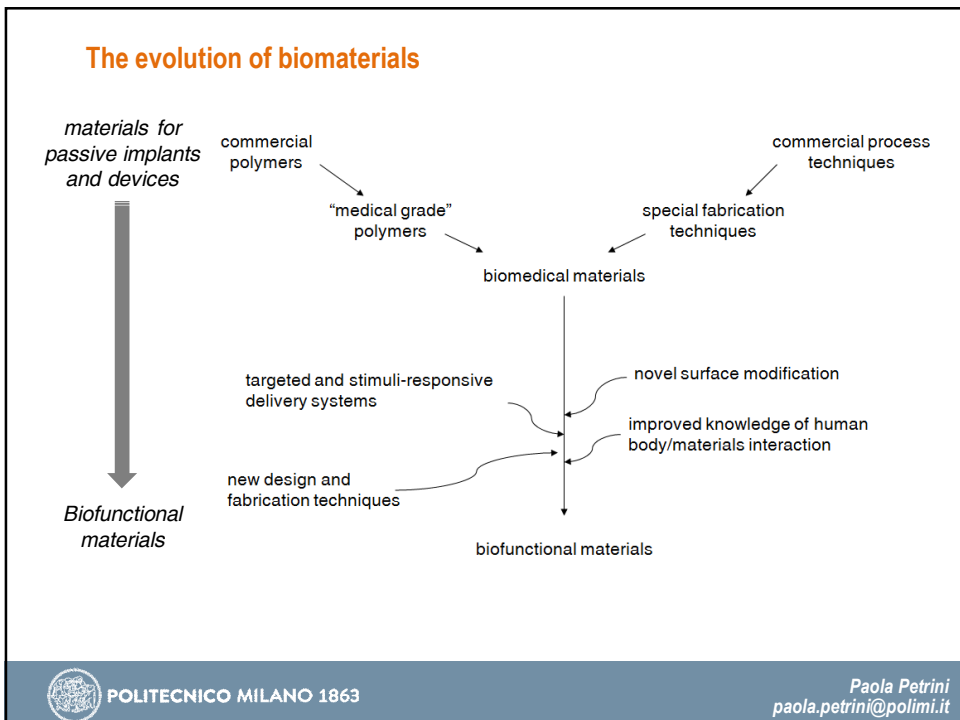 The evolution of biomaterials
materials for
passive implants
and devices
commercial
polymers
commercial process
techniques
“medical grade”
polymers
special fabrication
techniques
biomedical materials
targeted and stimuli-responsive
delivery systems
novel surface modification
improved knowledge of human
body/materials interaction
new design and
fabrication techniques
Biofunctional
materials
biofunctional materials
POLITECNICO MILANO 1863
Paola Petrini
paola.petrini@polimi.it